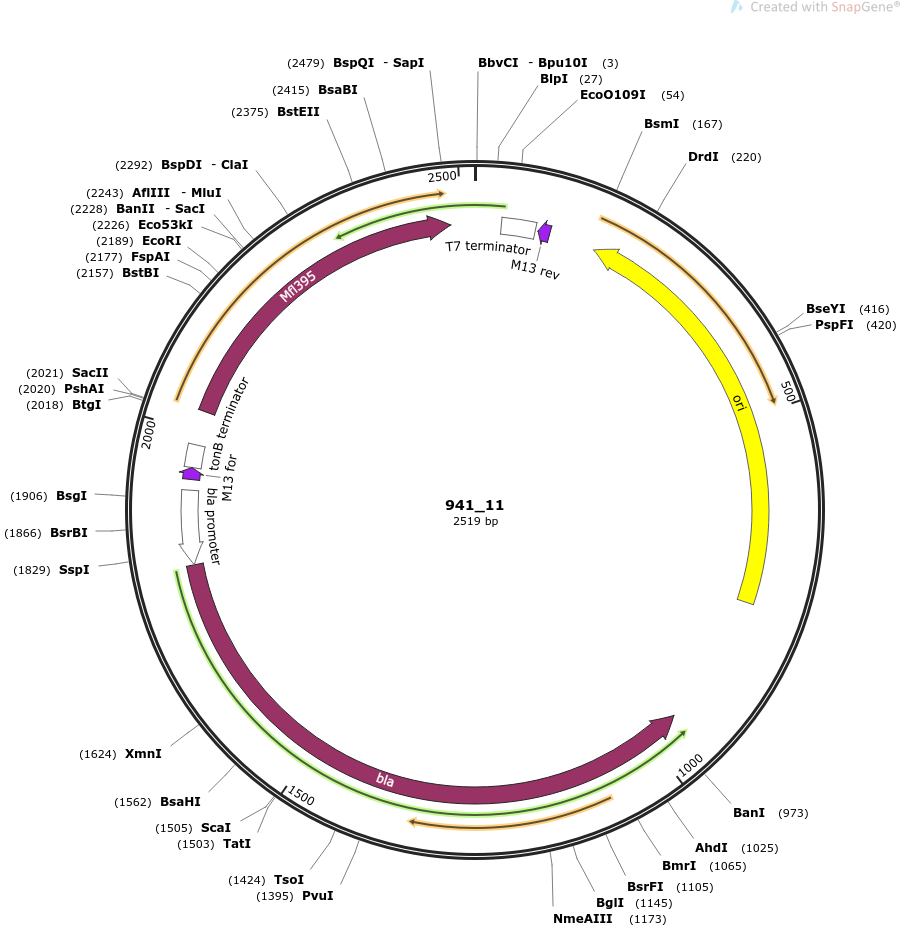 Created with SnapGene®
(2479) BspQI - SapI
BbvCI - Bpu10I (3)
BlpI (27)
(2415) BsaBI
EcoO109I (54)
(2375) BstEII
BsmI (167)
DrdI (220)
(2292) BspDI - ClaI
2500
(2243) AflIII - MluI
(2228) BanII - SacI
(2226) Eco53kI
(2189) EcoRI
(2177) FspAI
(2157) BstBI
T7 terminator
M13 rev
Mfl395
BseYI (416)
PspFI (420)
(2021) SacII
(2020) PshAI
(2018) BtgI
500
ori
2000
tonB terminator
M13 for
bla promoter
(1906) BsgI
(1866) BsrBI
(1829) SspI
941_11
2519 bp
(1624) XmnI
(1562) BsaHI
(1505) ScaI
(1503) TatI
(1424) TsoI
(1395) PvuI
1500
bla
1000
BanI (973)
AhdI (1025)
BmrI (1065)
BsrFI (1105)
BglI (1145)
NmeAIII (1173)